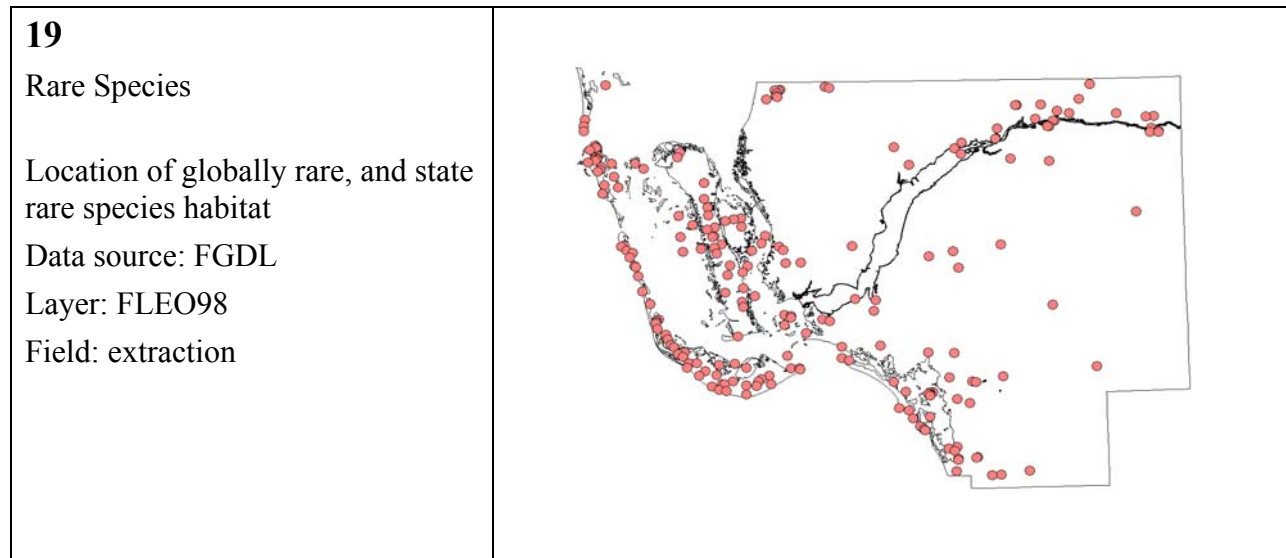 19
Rare Species
Location of globally rare, and state
rare species habitat
Data source: FGDL
Layer: FLEO98
Field: extraction